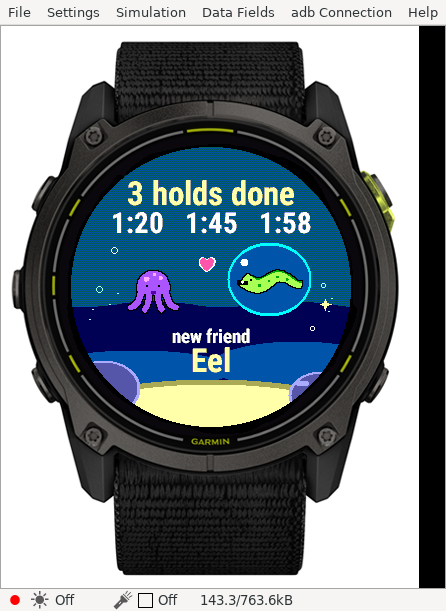 File Settings Simulation Data Fields adb Connection Help
3 holds done
1:20 1:45 1:58
new friend
Eel
GARMIN
Off Off 143.3/763.6kB